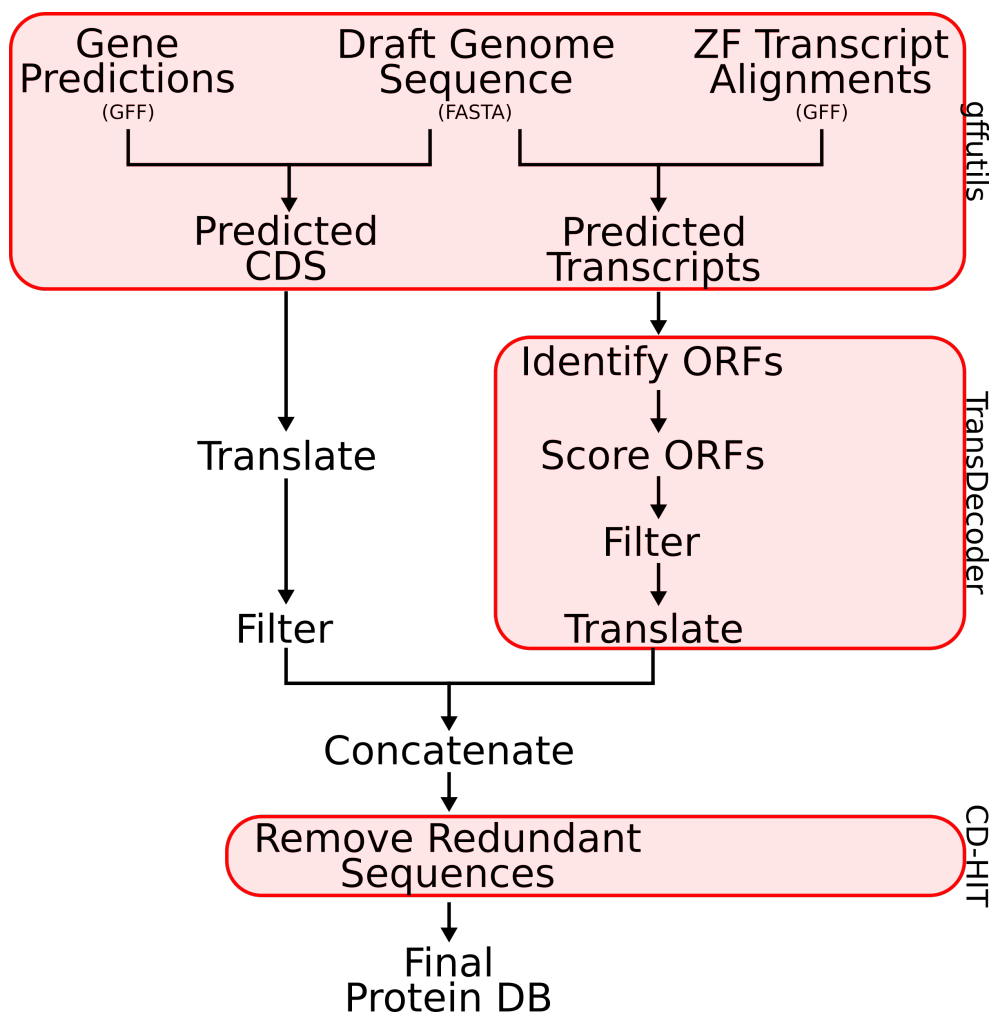 Gene
Predictions
(GFF)
Draft Genome
Sequence
(FASTA)
ZF Transcript
Alignments
(GFF)
gffutils
Predicted
CDS
Predicted
Transcripts
Identify ORFs
Score ORFs
Filter
Translate
TransDecoder
Translate
Filter
Concatenate
Remove Redundant
Sequences
CD-HIT
Final
Protein DB